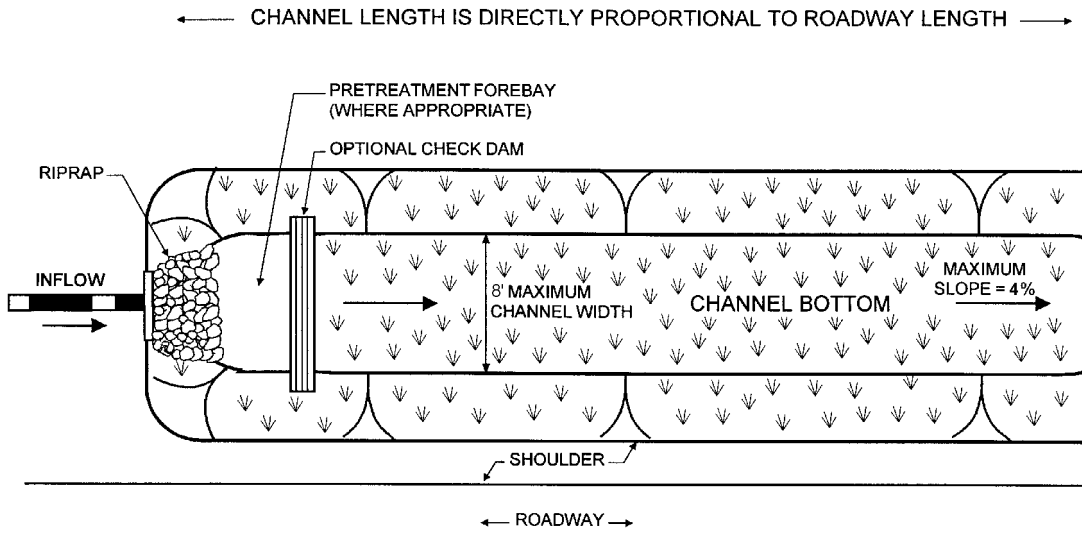 CHANNEL LENGTH IS DIRECTLY PROPORTIONAL TO ROADWAY LENGTH
PRETREATMENT FOREBAY
(WHERE APPROPRIATE)
OPTIONAL CHECK DAM
RIPRAP
INFLOW
8' MAXIMUM
CHANNEL WIDTH
CHANNEL BOTTOM
MAXIMUM
SLOPE = 4%
SHOULDER
ROADWAY